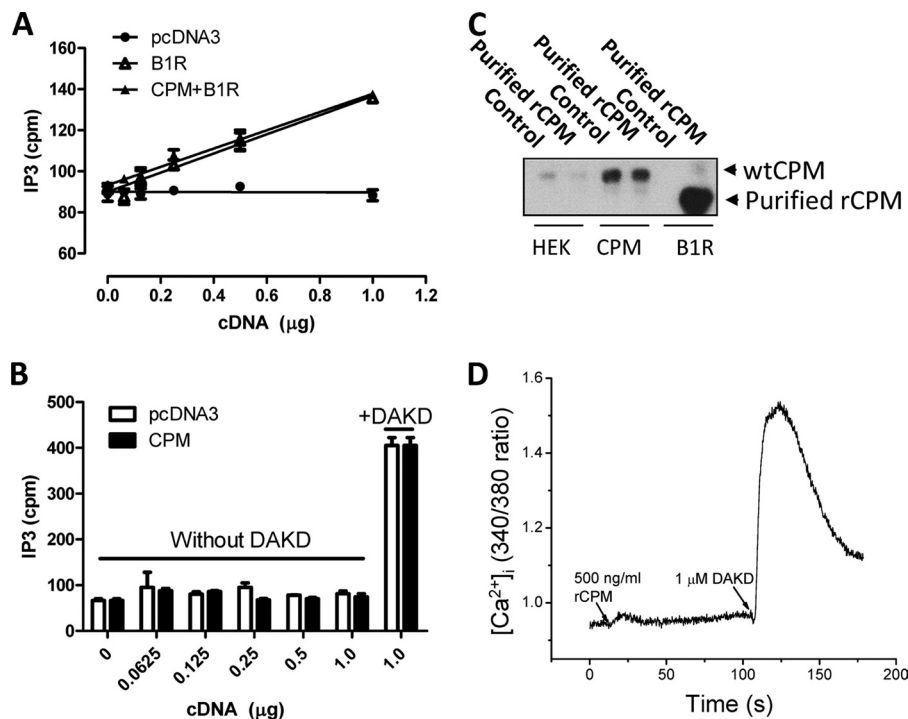 A
pcDNA3
B1R
CPM+B1R
IP3 (cpm)
160
140
120
100
80
60
0.0 0.2 0.4 0.6 0.8 1.0 1.2
cDNA (μg)
B
pcDNA3
CPM
+DAKD
Without DAKD
IP3 (cpm)
500
400
300
200
100
0
0 0.0625 0.125 0.25 0.5 1.0 1.0
cDNA (μg)
C
Control
Purified rCPM
Control
Purified rCPM
Control
Purified rCPM
wtCPM
Purified rCPM
HEK CPM B1R
D
[Ca²⁺]i (340/380 ratio)
1.6
1.4
1.2
1.0
500 ng/ml
rCPM
1 μM DAKD
0 50 100 150 200
Time (s)